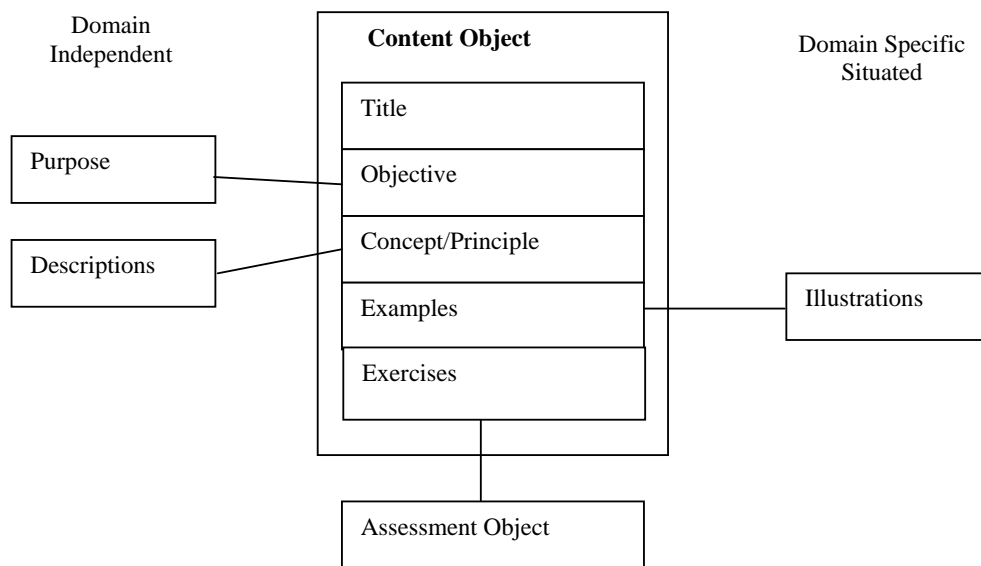 Domain
Independent
Content Object
Domain Specific
Situated
Title
Purpose
Objective
Concept/Principle
Descriptions
Examples
Illustrations
Exercises
Assessment Object